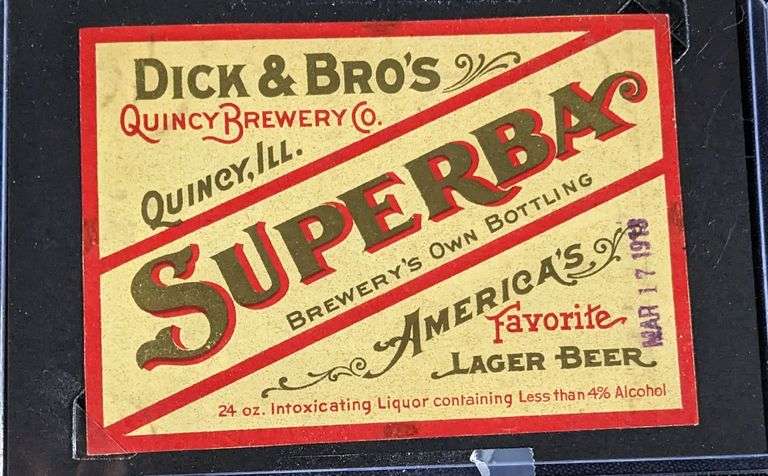 DICK & BRO'S
QUINCY BREWERY CO.
QUINCY, ILL.
SUPERBA
BREWERY'S OWN BOTTLING
AMERICA'S
Favorite
LAGER BEER
24 oz. Intoxicating Liquor containing Less than 4% Alcohol
MAR 17 1918